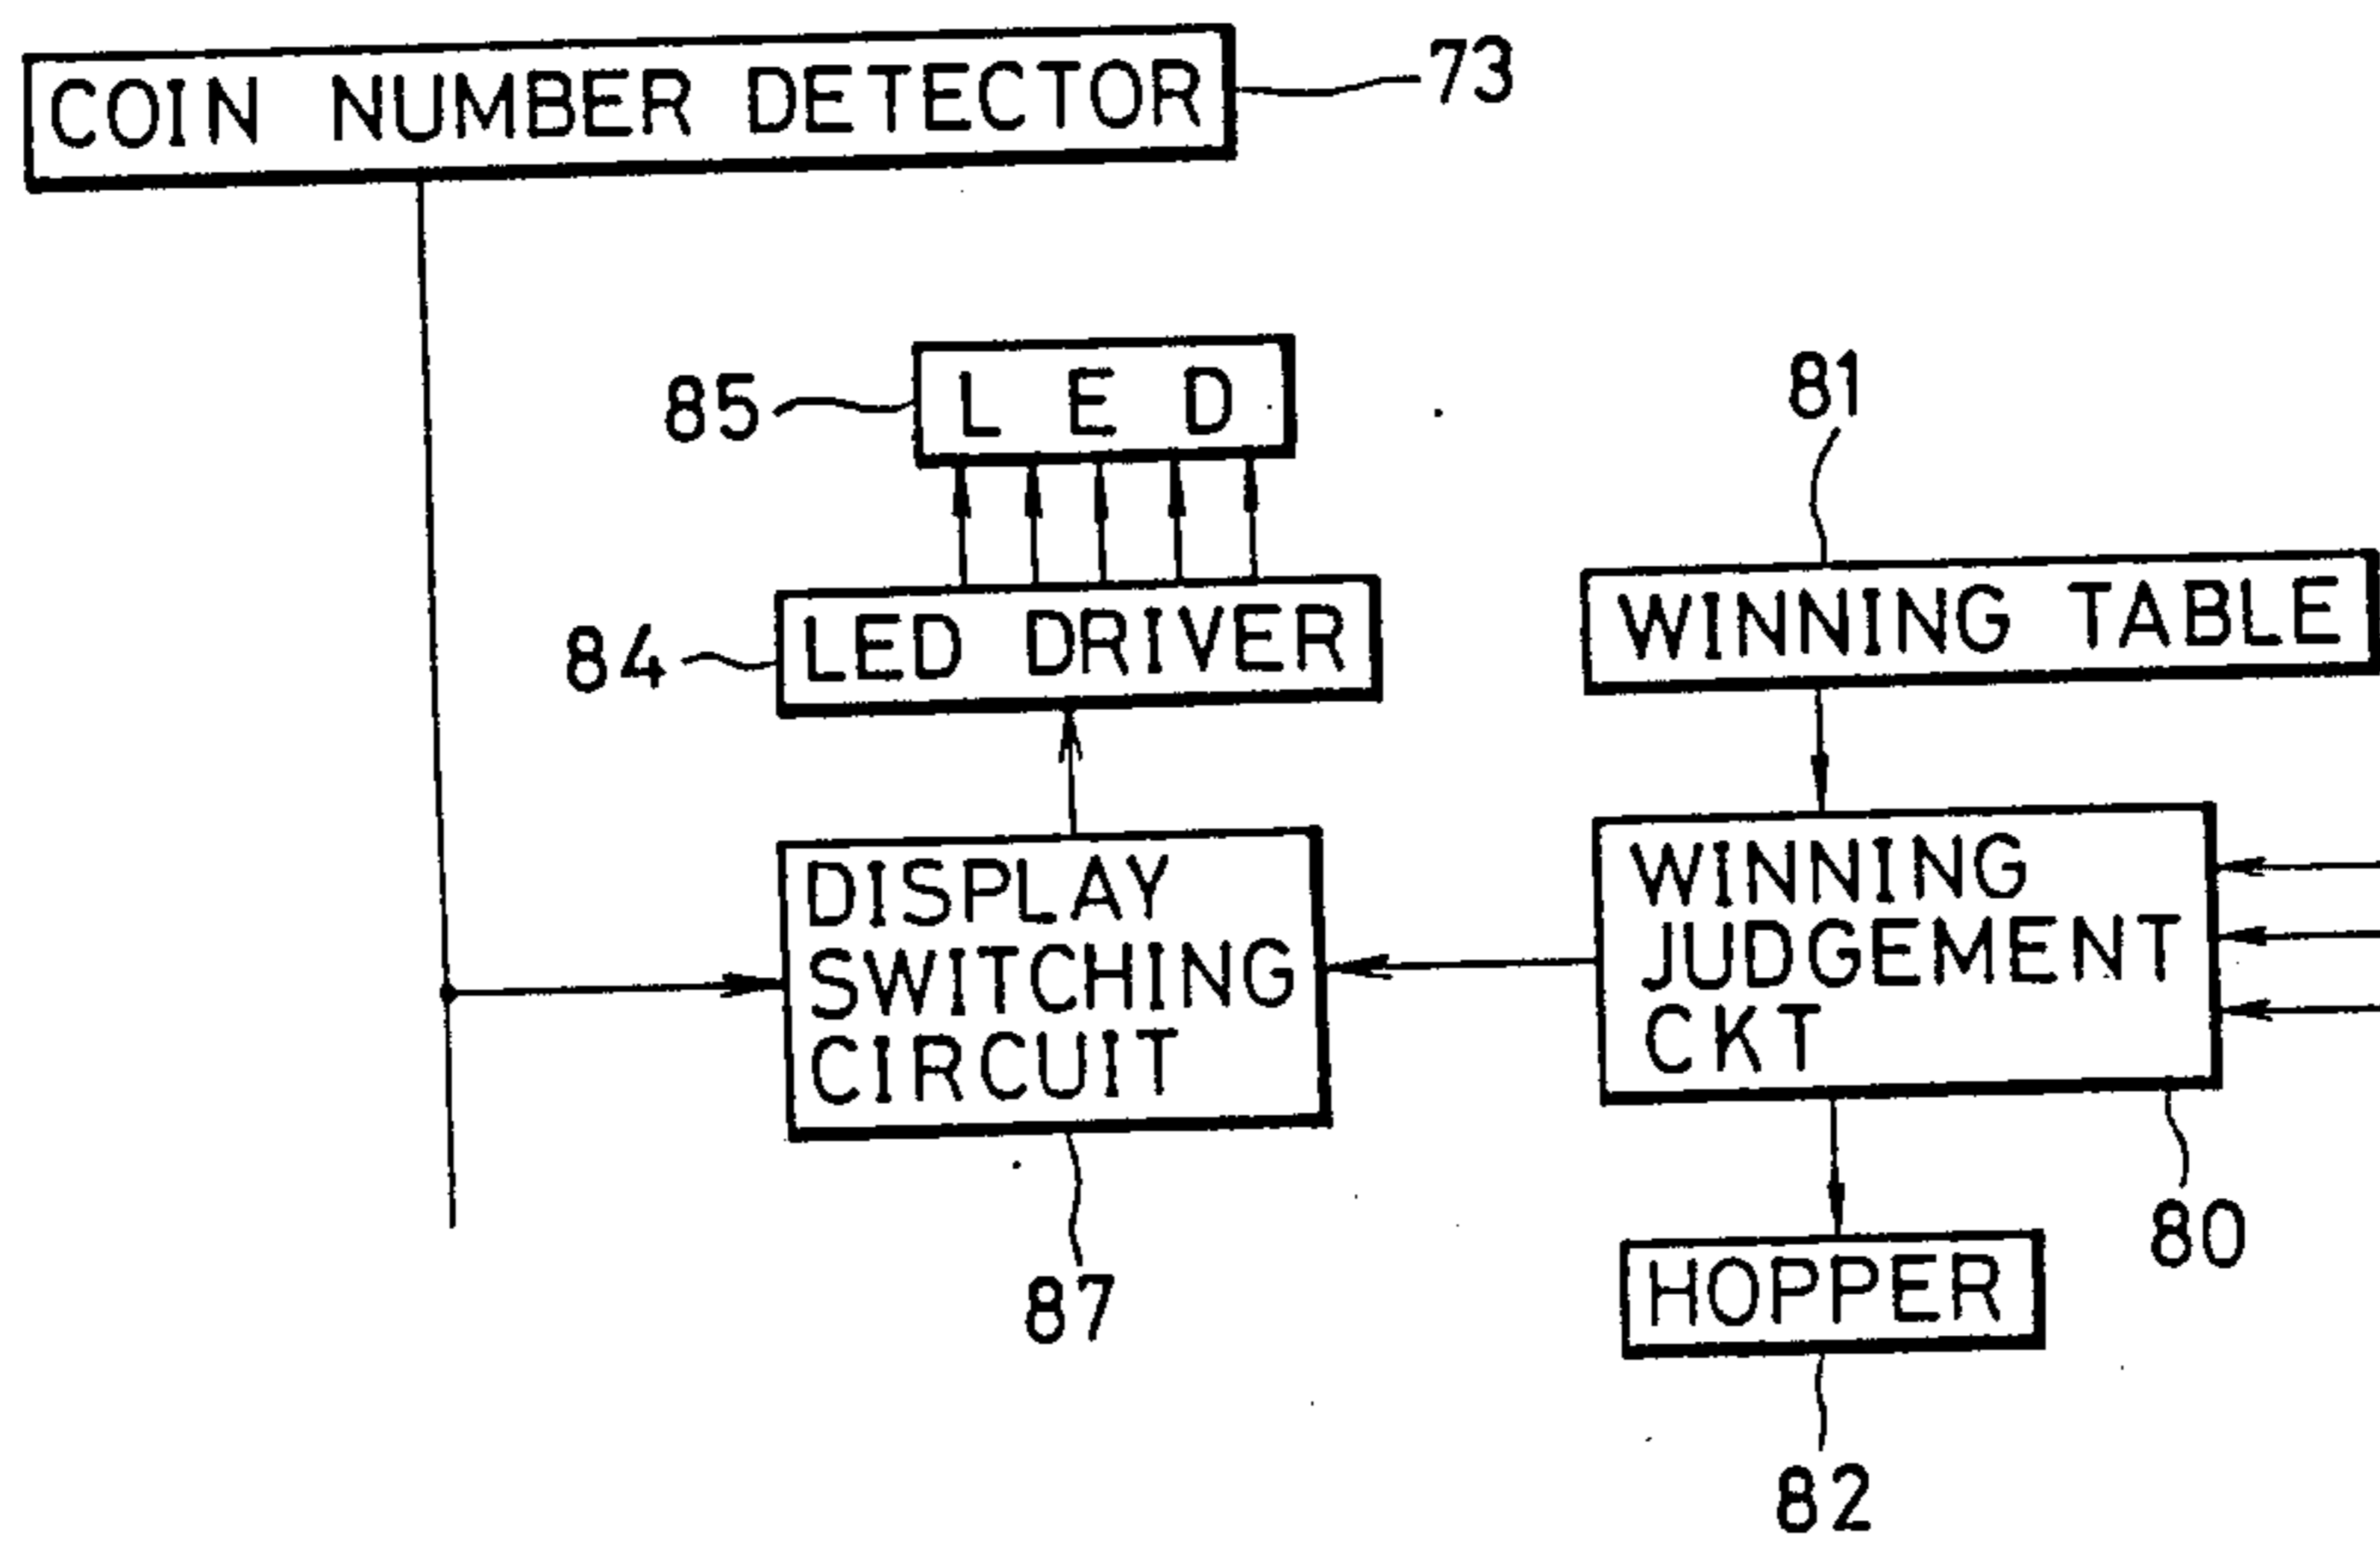 COIN NUMBER DETECTOR
73
85
L E D
81
84
LED DRIVER
WINNING TABLE
DISPLAY
SWITCHING
CIRCUIT
87
WINNING
JUDGEMENT
CKT
80
HOPPER
82